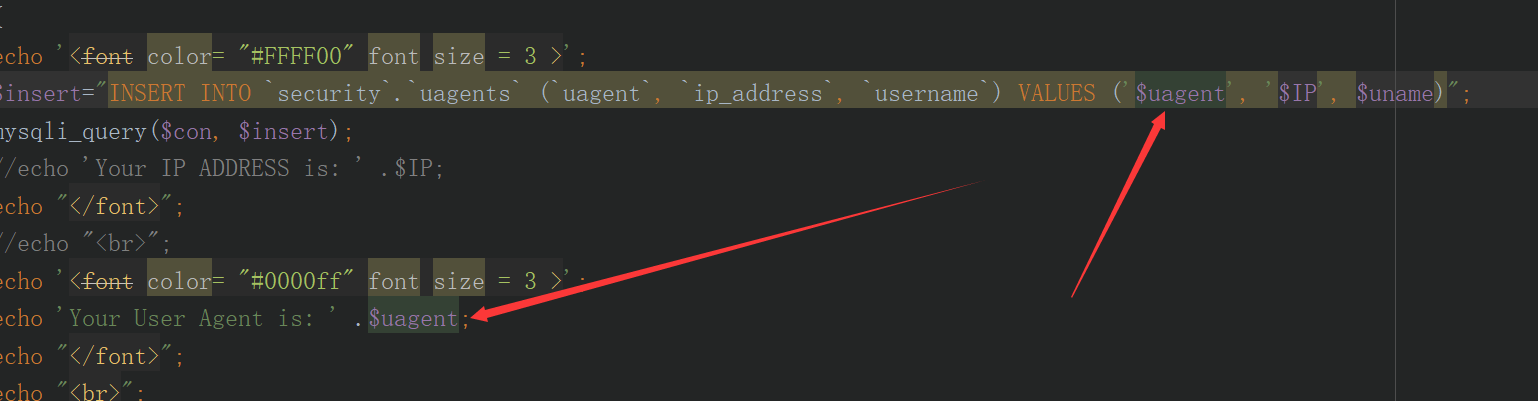 echo '<font color= "#FFFF00" font size = 3 >';
$insert="INSERT INTO `security`.`uagents` (`uagent`, `ip_address`, `username`) VALUES ('$uagent', '$IP', $uname)";
mysqli_query($con, $insert);
//echo 'Your IP ADDRESS is: ' .$IP;
echo "</font>";
//echo "<br>";
echo '<font color= "#0000ff" font size = 3 >';
echo 'Your User Agent is: ' .$uagent;
echo "</font>";
echo "<br>";